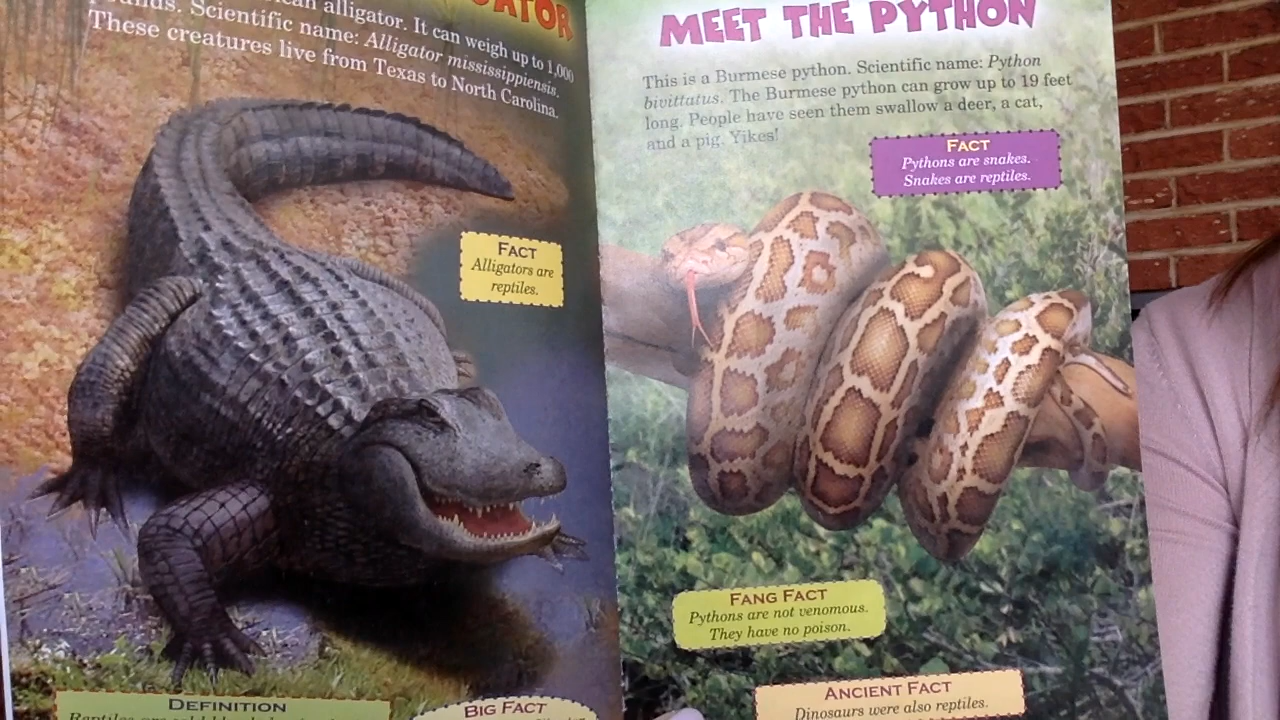 alligator. It can weigh up to 1,000
Scientific name: Alligator mississippiensis.
These creatures live from Texas to North Carolina.
FACT
Alligators are
reptiles.
DEFINITION
BIG FACT
MEET THE PYTHON
This is a Burmese python. Scientific name: Python
bivittatus. The Burmese python can grow up to 19 feet
long. People have seen them swallow a deer, a cat,
and a pig. Yikes!
FACT
Pythons are snakes.
Snakes are reptiles.
FANG FACT
Pythons are not venomous.
They have no poison.
ANCIENT FACT
Dinosaurs were also reptiles.